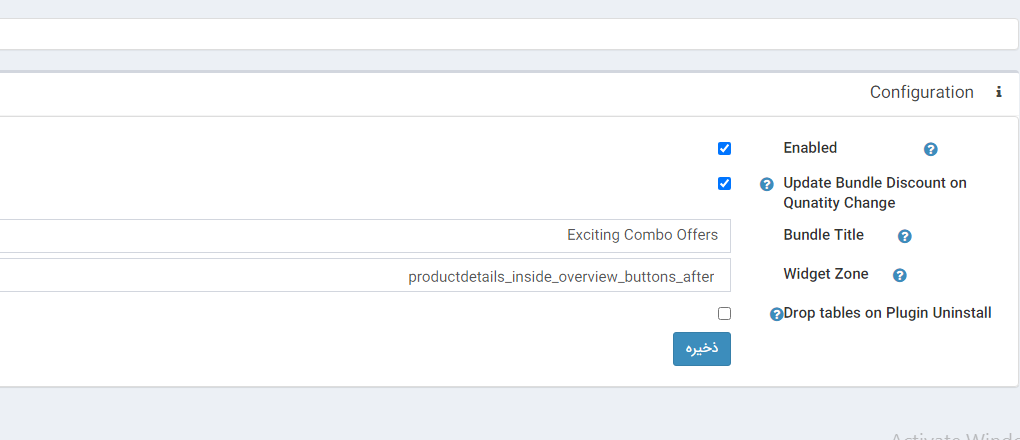 Configuration
Enabled
Update Bundle Discount on
Qunatity Change
Bundle Title
Exciting Combo Offers
Widget Zone
productdetails_inside_overview_buttons_after
Drop tables on Plugin Uninstall
ذخیره
Activate